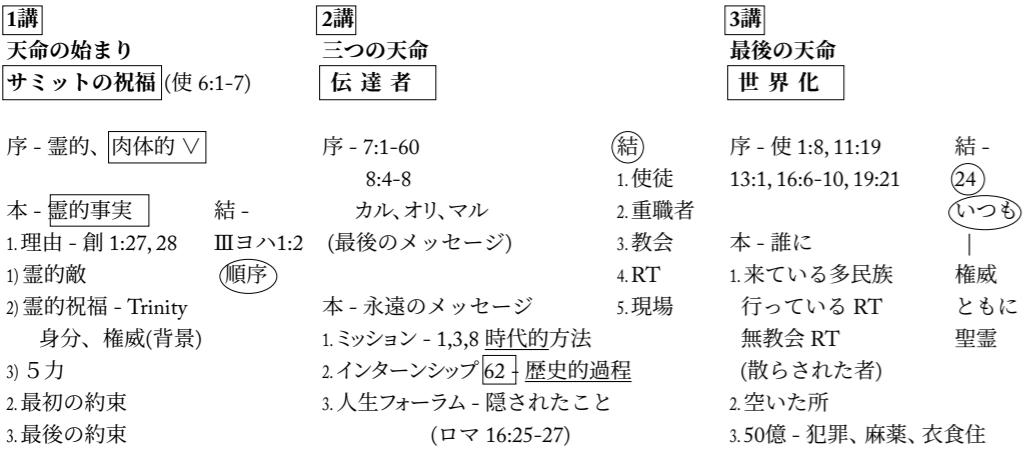 1講
天命の始まり
サミットの祝福 (使 6:1-7)
序 - 霊的、肉体的 ∨
本 - 霊的事実
1. 理由 - 創 1:27, 28
1) 霊的敵
2) 霊的祝福 - Trinity
身分、権威(背景)
3) ５力
2. 最初の約束
3. 最後の約束
結 -
Ⅲヨハ1:2
順序
2講
三つの天命
伝 達 者
序 - 7:1-60
8:4-8
カル、オリ、マル
(最後のメッセージ)
本 - 永遠のメッセージ
1. ミッション - 1,3,8 時代的方法
2. インターンシップ 62 - 歴史的過程
3. 人生フォーラム - 隠されたこと
(ロマ 16:25-27)
結
1. 使徒
2. 重職者
3. 教会
4. RT
5. 現場
3講
最後の天命
世 界 化
序 - 使 1:8, 11:19
13:1, 16:6-10, 19:21
本 - 誰に
1. 来ている多民族
行っている RT
無教会 RT
(散らされた者)
2. 空いた所
3. 50億 - 犯罪、麻薬、衣食住
結 -
24
いつも
|
権威
ともに
聖霊